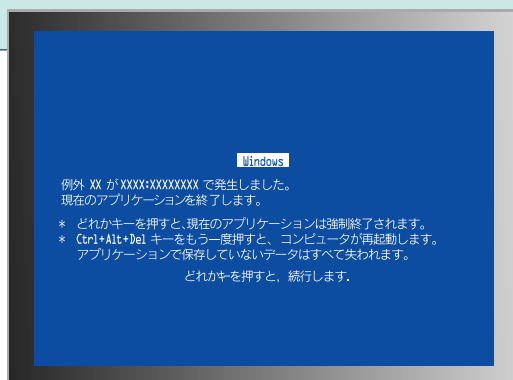 Windows
例外 XX が XXXX:XXXXXXXX で発生しました。
現在のアプリケーションを終了します。
* どれかキーを押すと、現在のアプリケーションは強制終了されます。
* Ctrl+Alt+Del キーをもう一度押すと、コンピュータが再起動します。
アプリケーションで保存していないデータはすべて失われます。
どれかキーを押すと, 続行します.